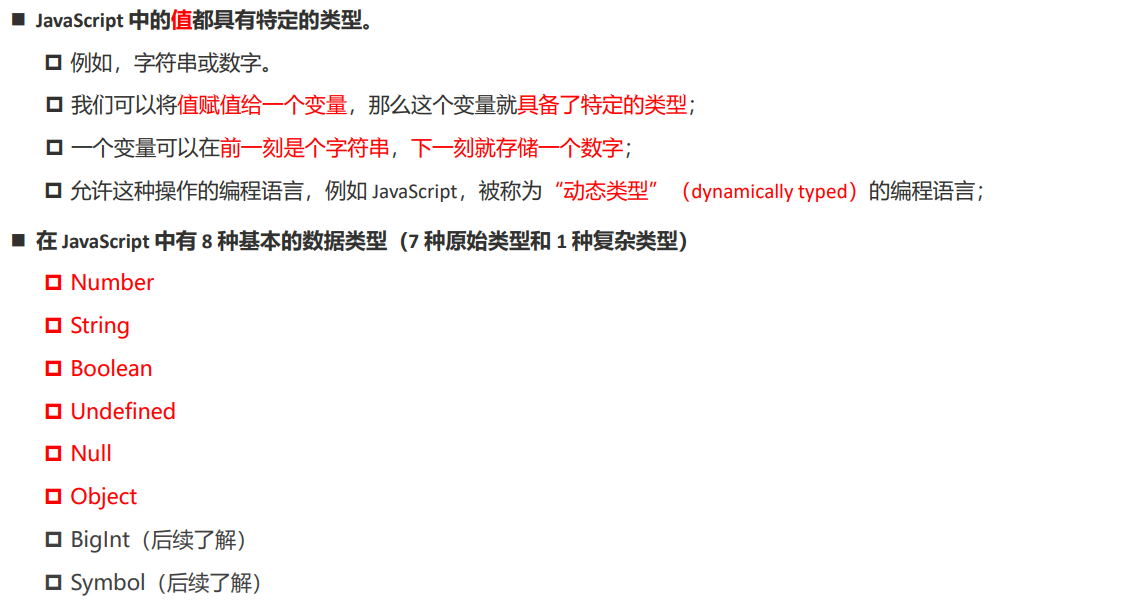 JavaScript 中的值都具有特定的类型。
例如，字符串或数字。
我们可以将值赋值给一个变量，那么这个变量就具备了特定的类型；
一个变量可以在前一刻是个字符串，下一刻就存储一个数字；
允许这种操作的编程语言，例如 JavaScript，被称为“动态类型”（dynamically typed）的编程语言；
在 JavaScript 中有 8 种基本的数据类型（7 种原始类型和 1 种复杂类型）
Number
String
Boolean
Undefined
Null
Object
BigInt（后续了解）
Symbol（后续了解）